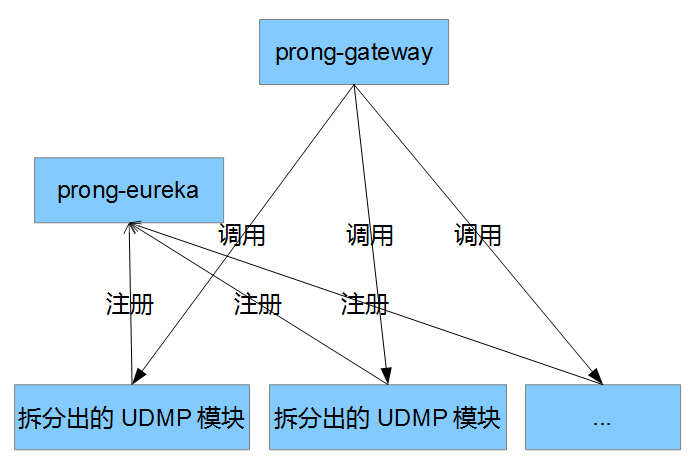 prong-gateway
prong-eureka
调用
调用
调用
注册
注册
注册
拆分出的 UDMP 模块
拆分出的 UDMP 模块
...